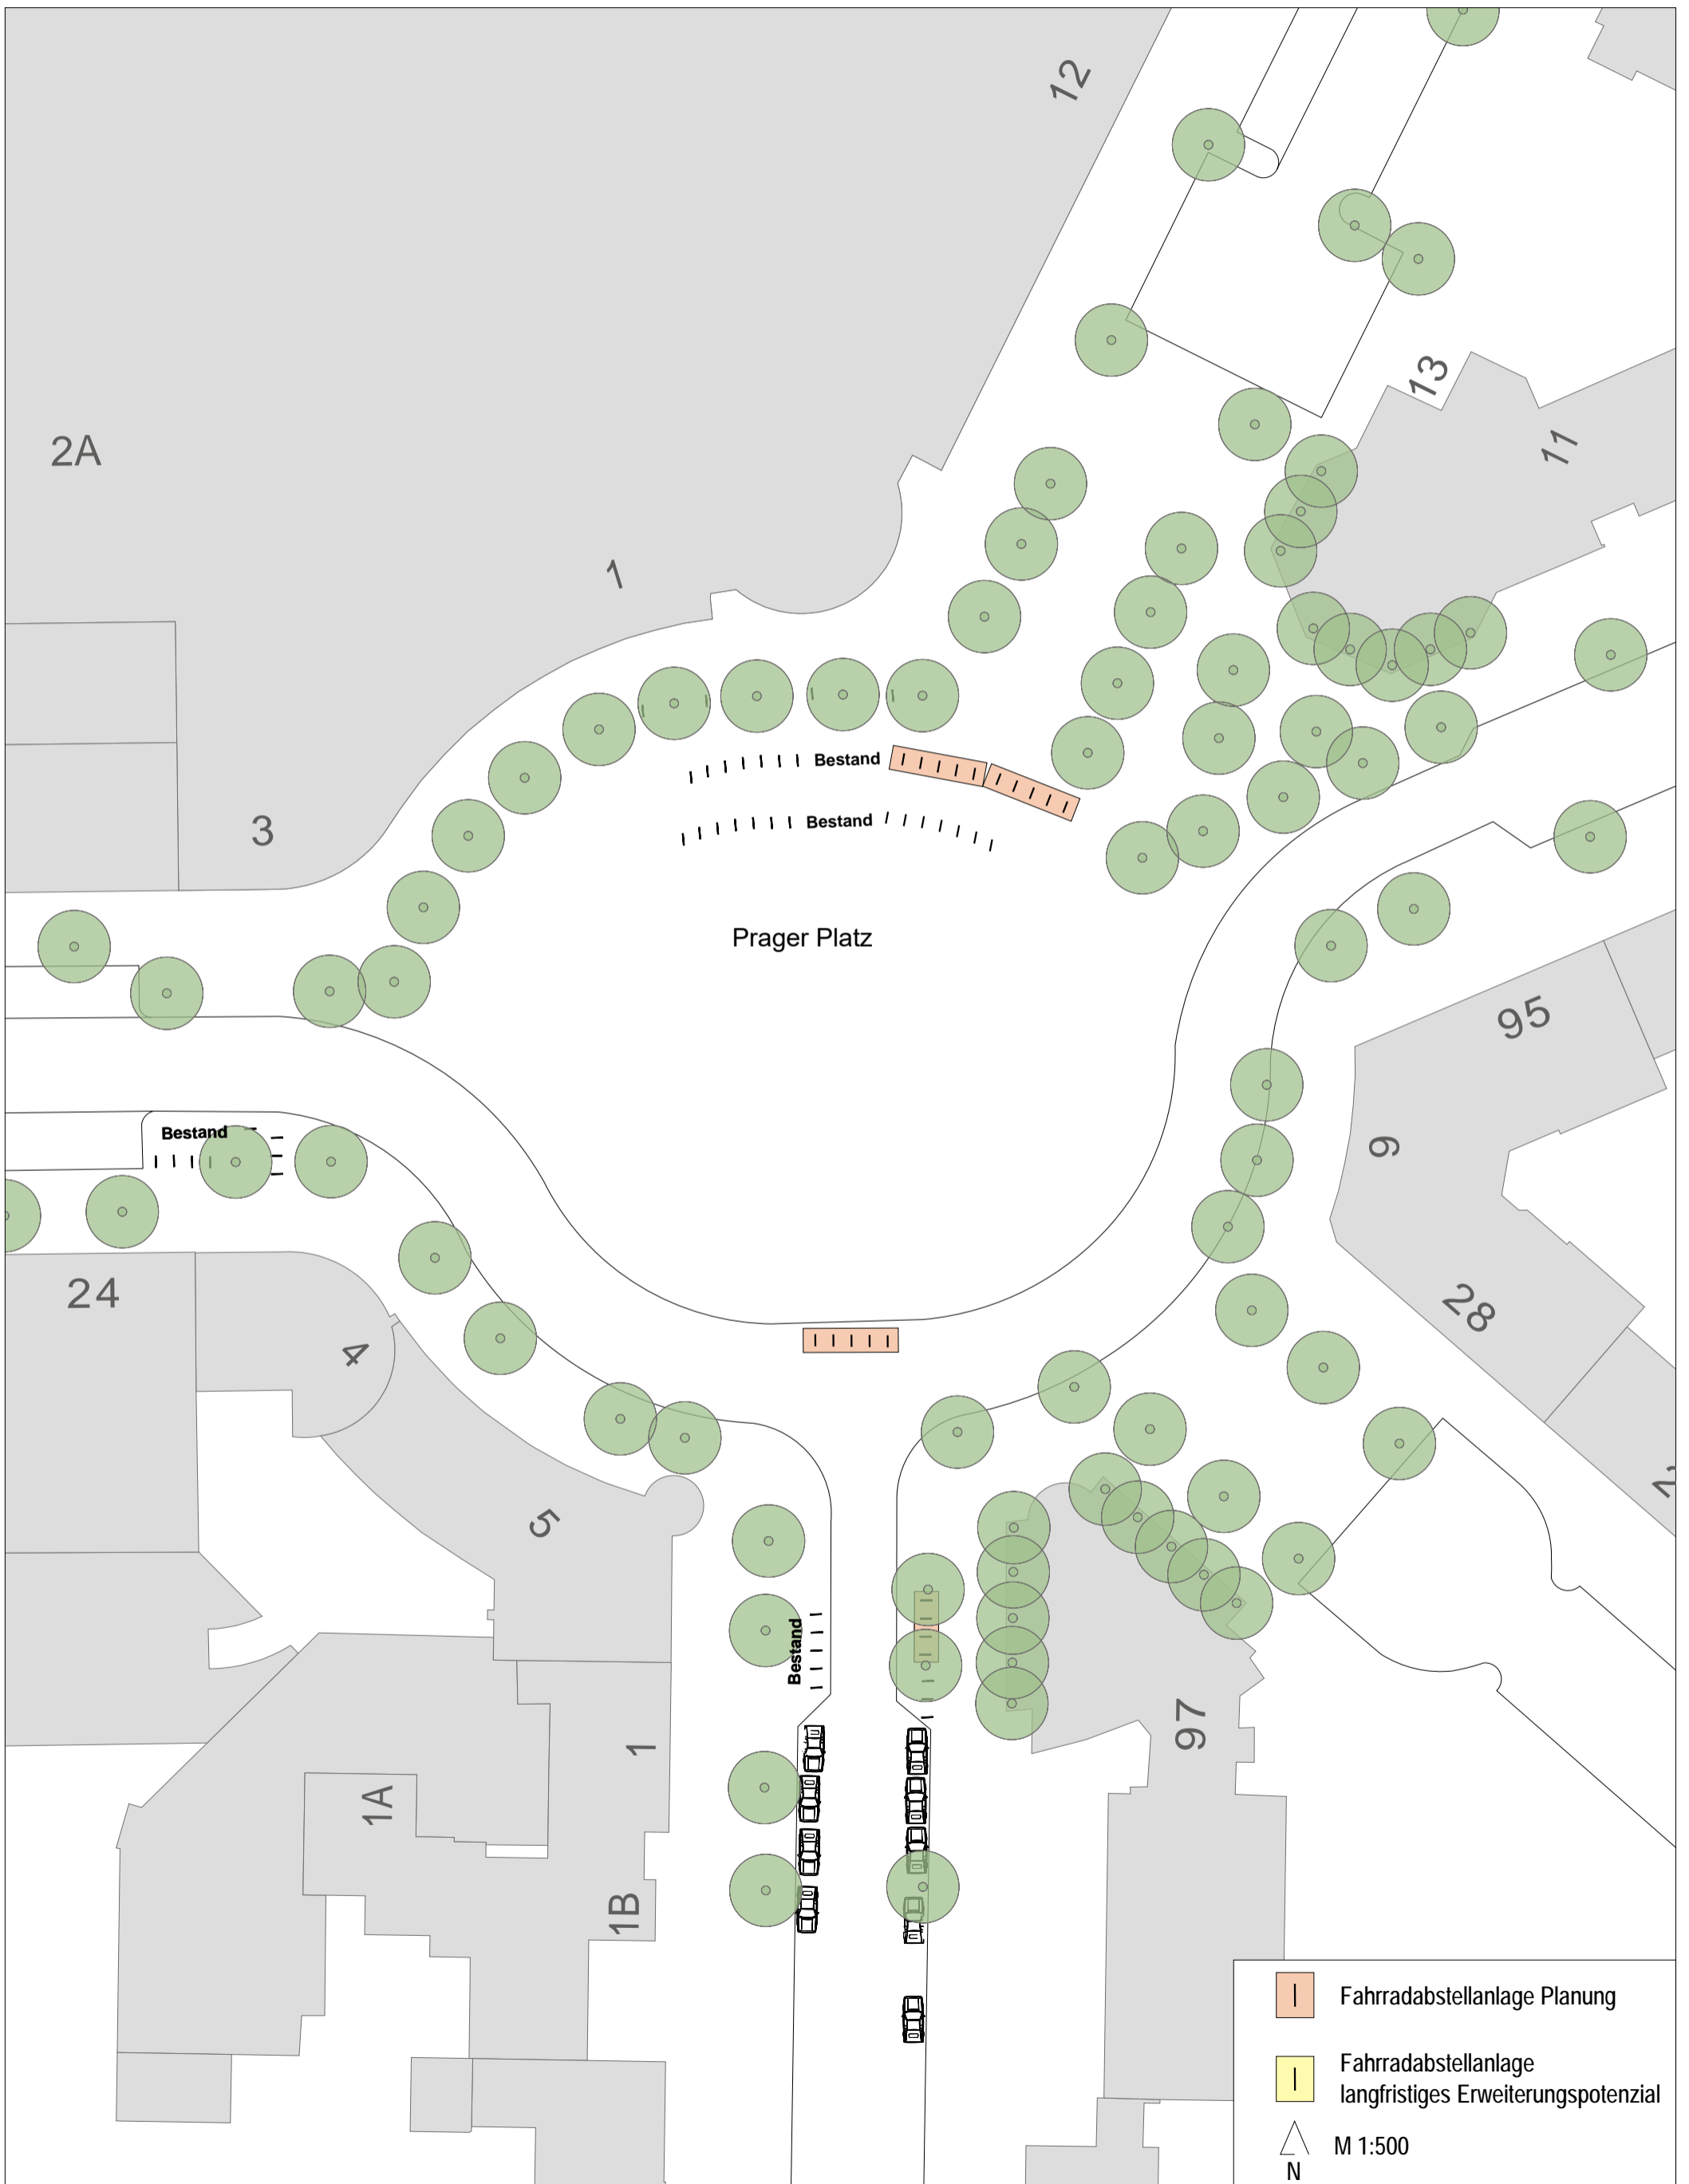 12
13
11
2A
1
3
Bestand
Bestand
Prager Platz
95
9
Bestand
24
28
4
2
5
Bestand
97
1
1A
1B
Fahrradabstellanlage Planung
Fahrradabstellanlage
langfristiges Erweiterungspotenzial
M 1:500
N